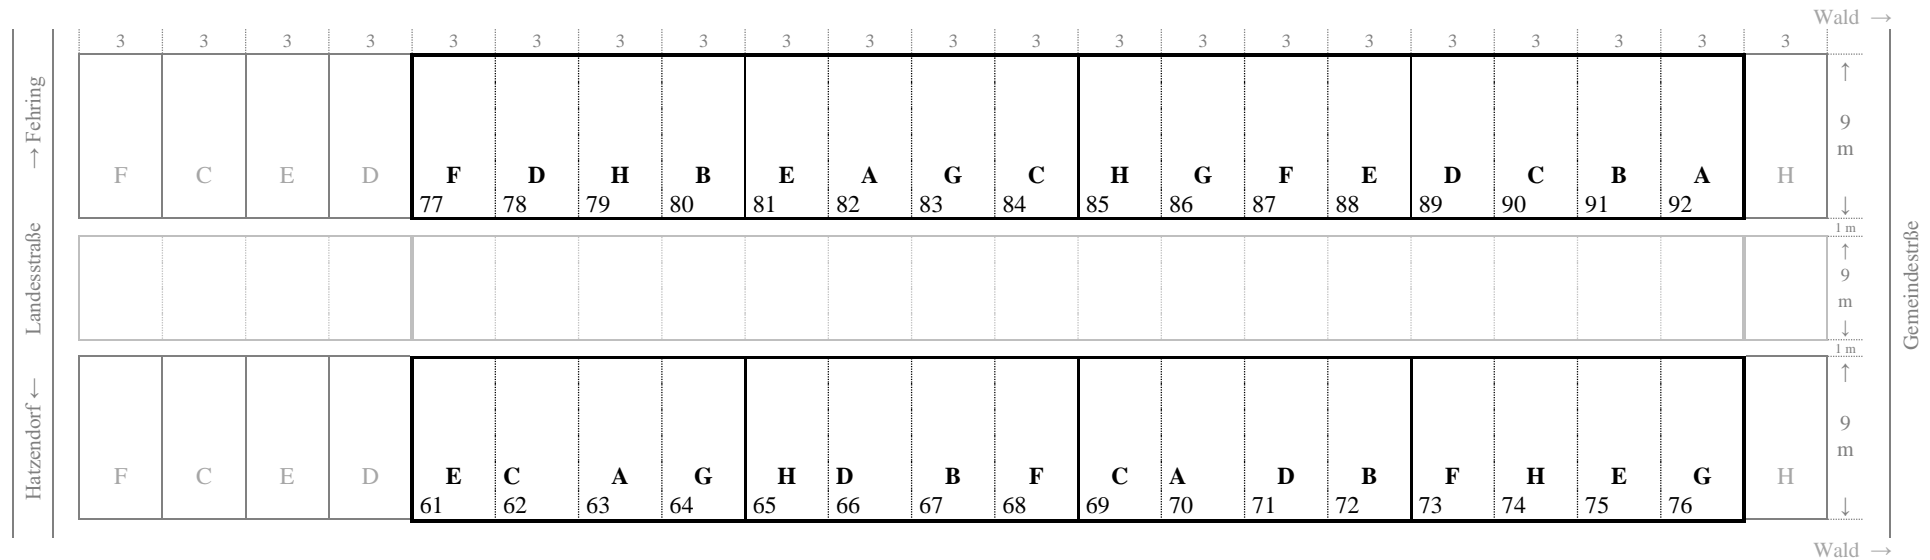 Wald →
3 3 3 3 3 3 3 3 3 3 3 3 3 3 3 3 3 3 3 3 3
→ Fehring
Landesstraße
Hatzendorf ←
F C E D F D H B E A G C H G F E D C B A H
77 78 79 80 81 82 83 84 85 86 87 88 89 90 91 92
↑
9
m
↓
1 m
↑
9
m
↓
1 m
F C E D E C A G H D B F C A D B F H E G H
61 62 63 64 65 66 67 68 69 70 71 72 73 74 75 76
↑
9
m
↓
Gemeindestrße
Wald →